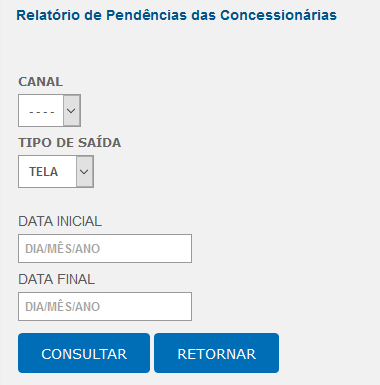 Relatório de Pendências das Concessionárias
CANAL
- - - -
TIPO DE SAÍDA
TELA
DATA INICIAL
DIA/MÊS/ANO
DATA FINAL
DIA/MÊS/ANO
CONSULTAR RETORNAR